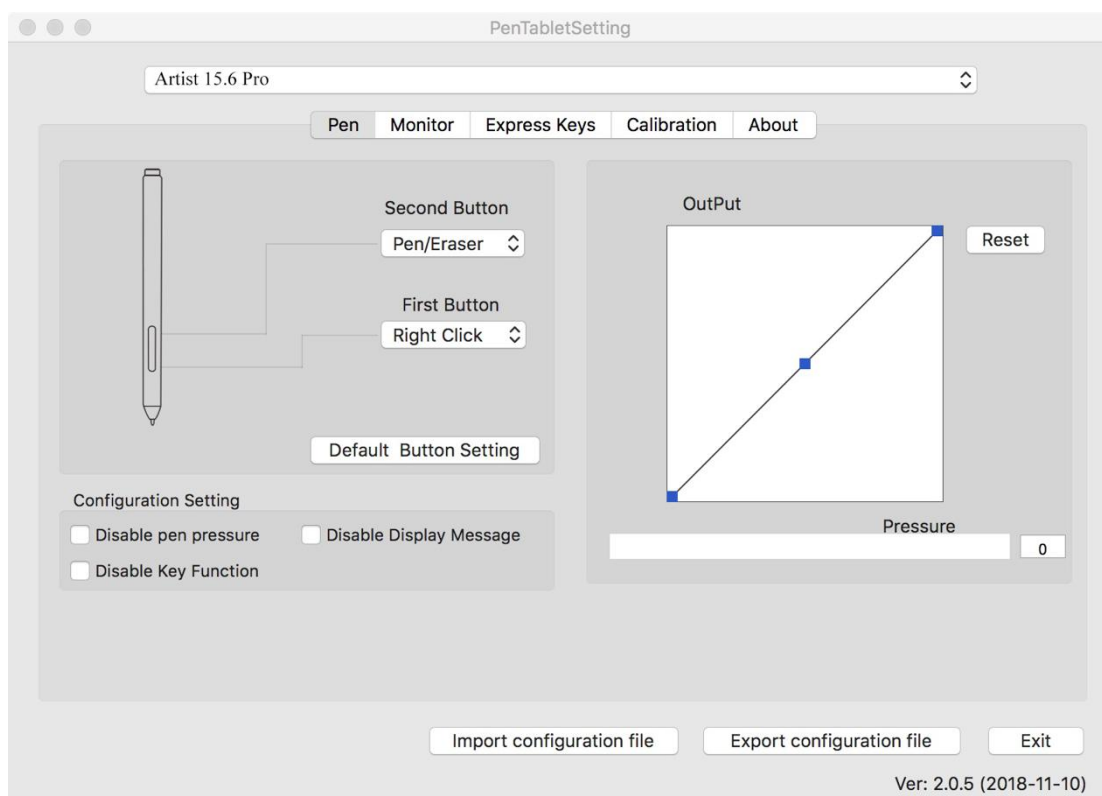 PenTabletSetting
Artist 15.6 Pro
Pen Monitor Express Keys Calibration About
Second Button
Pen/Eraser
First Button
Right Click
Default Button Setting
Configuration Setting
Disable pen pressure Disable Display Message
Disable Key Function
OutPut
Reset
Pressure
0
Import configuration file Export configuration file Exit
Ver: 2.0.5 (2018-11-10)